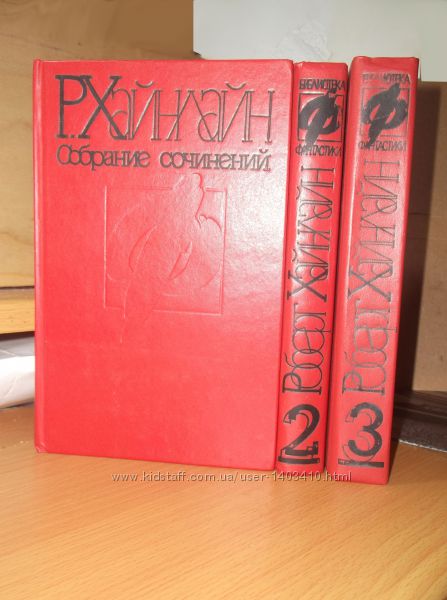 Р.Хайнлайн
Собрание сочинений
БИБЛИОТЕКА
Ф
ФАНТАСТИКИ
Роберт Хайнлайн
2
БИБЛИОТЕКА
Ф
ФАНТАСТИКИ
Роберт Хайнлайн
3
www.kidstaff.com.ua/user-1403410.html